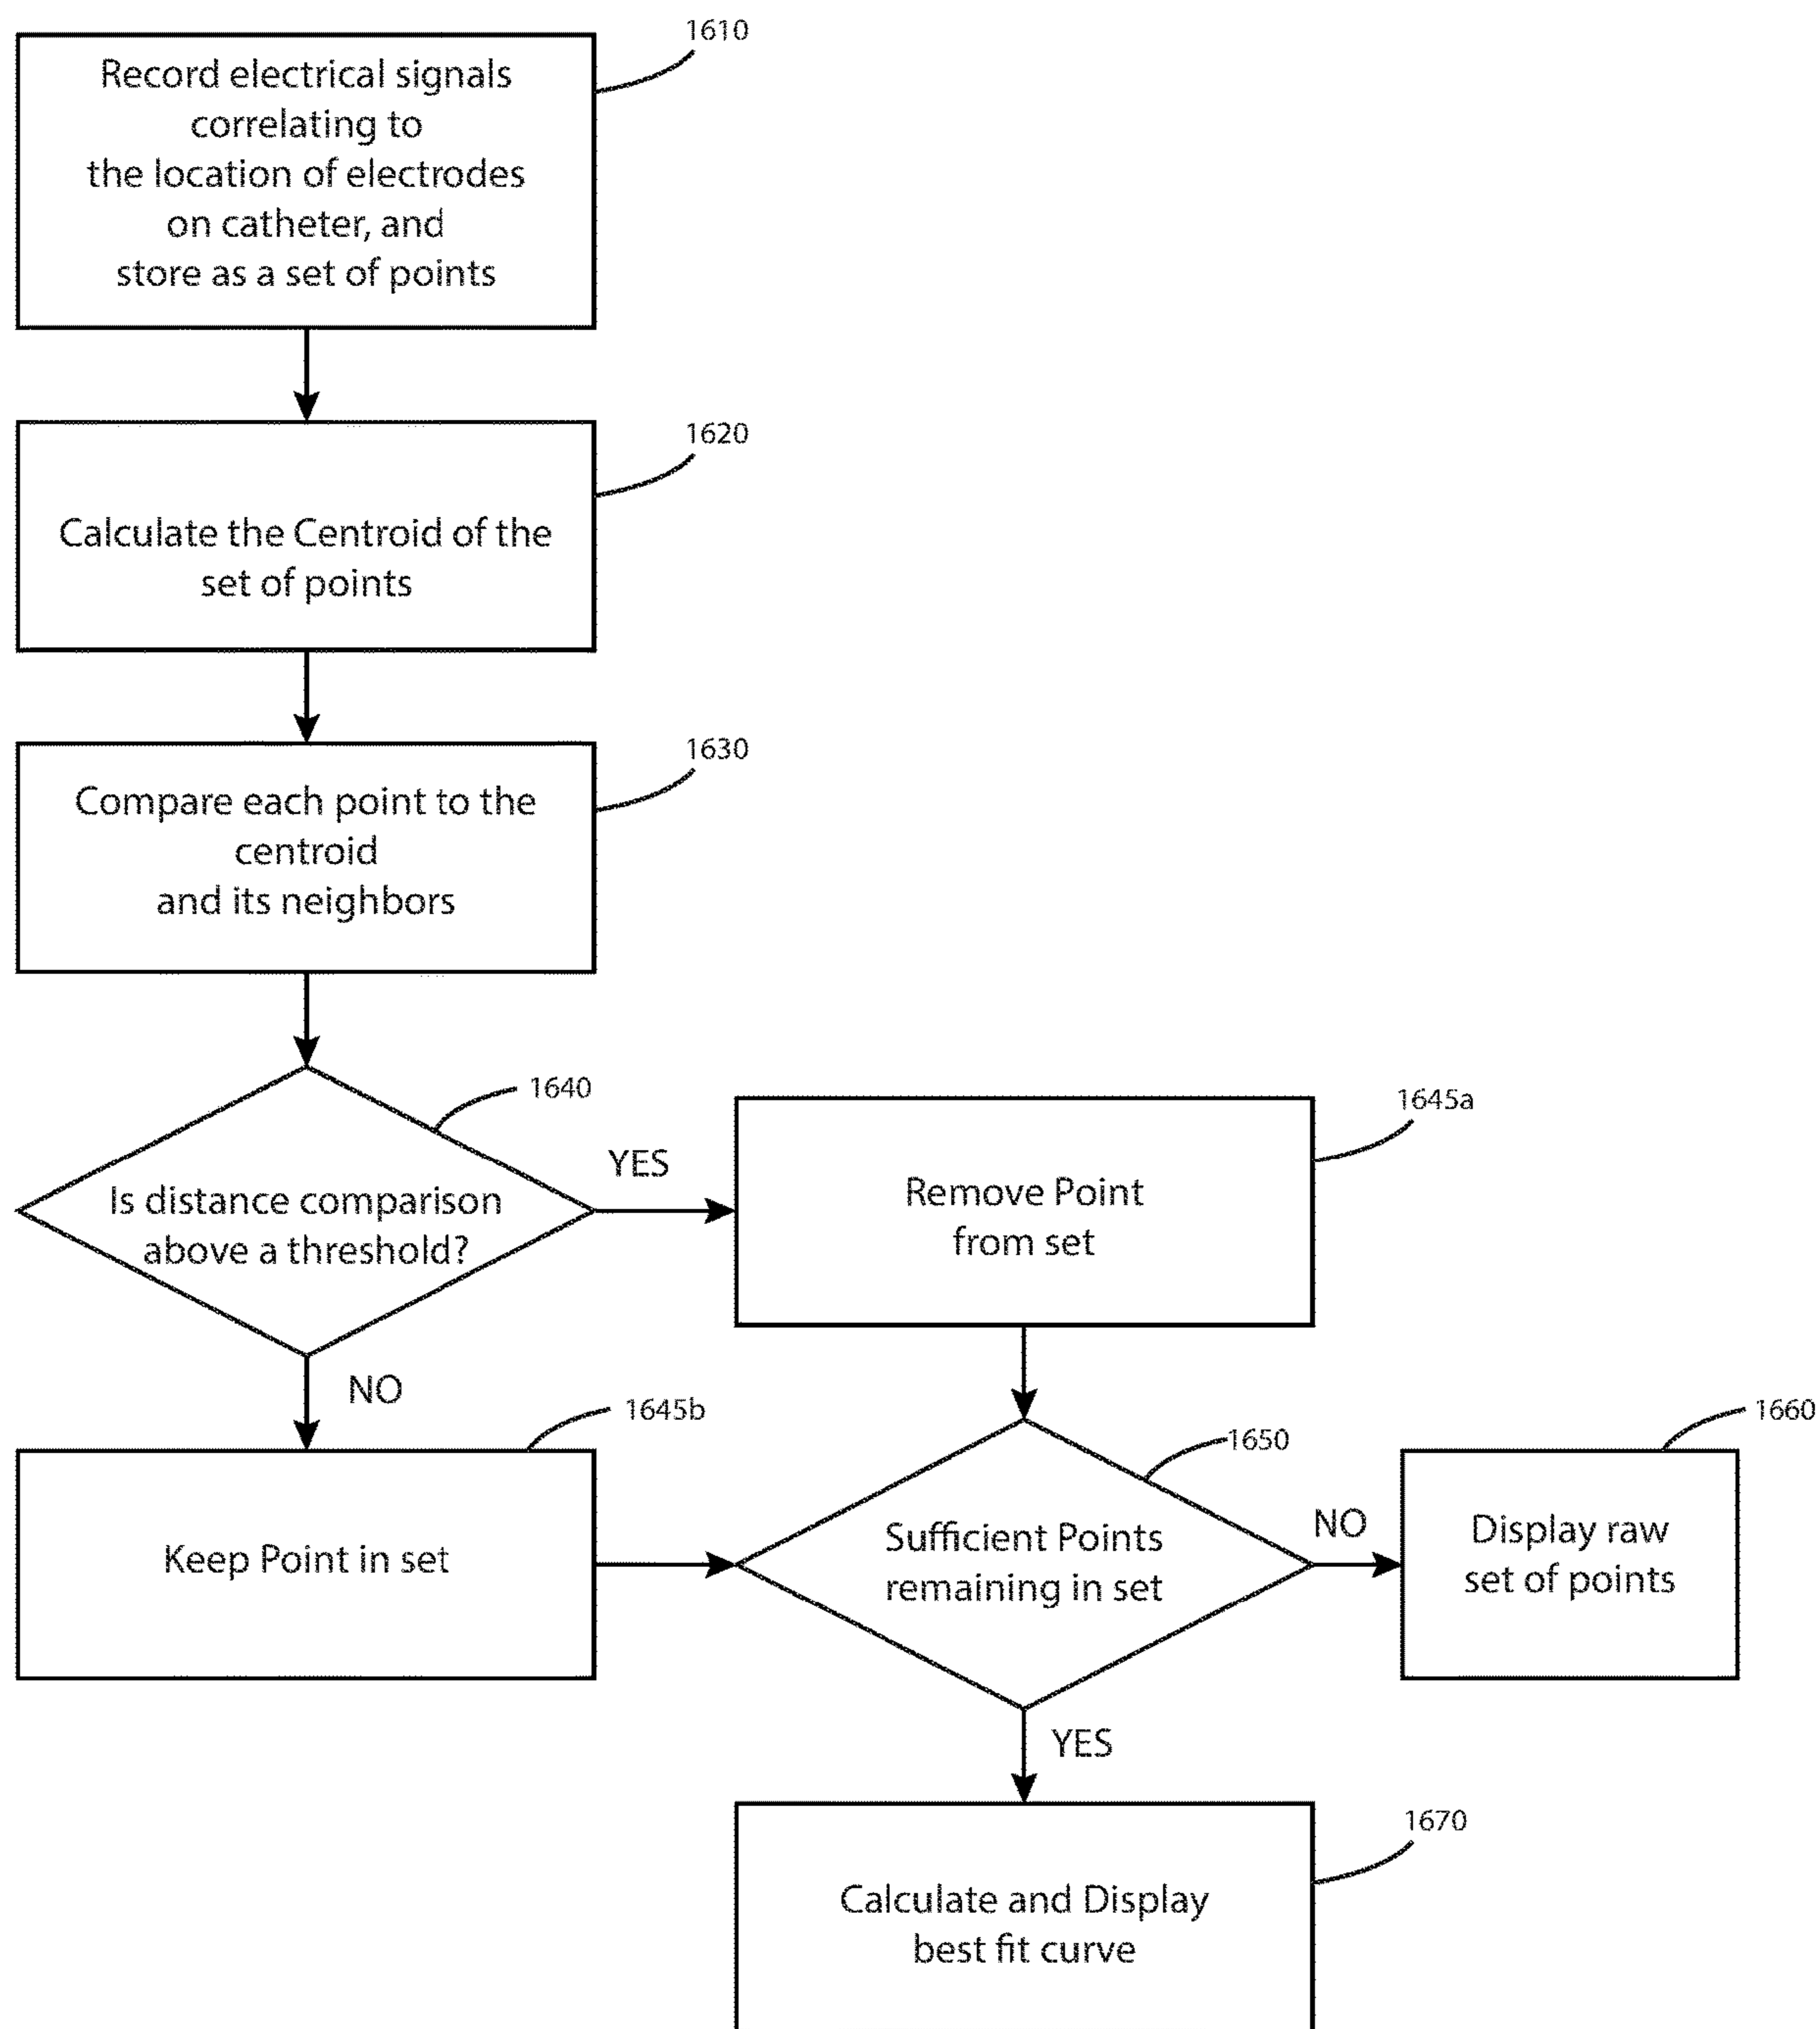 1610
Record electrical signals
correlating to
the location of electrodes
on catheter, and
store as a set of points
1620
Calculate the Centroid of the
set of points
1630
Compare each point to the
centroid
and its neighbors
1640
Is distance comparison
above a threshold?
YES
1645a
Remove Point
from set
NO
1645b
Keep Point in set
1650
Sufficient Points
remaining in set
NO
1660
Display raw
set of points
YES
1670
Calculate and Display
best fit curve